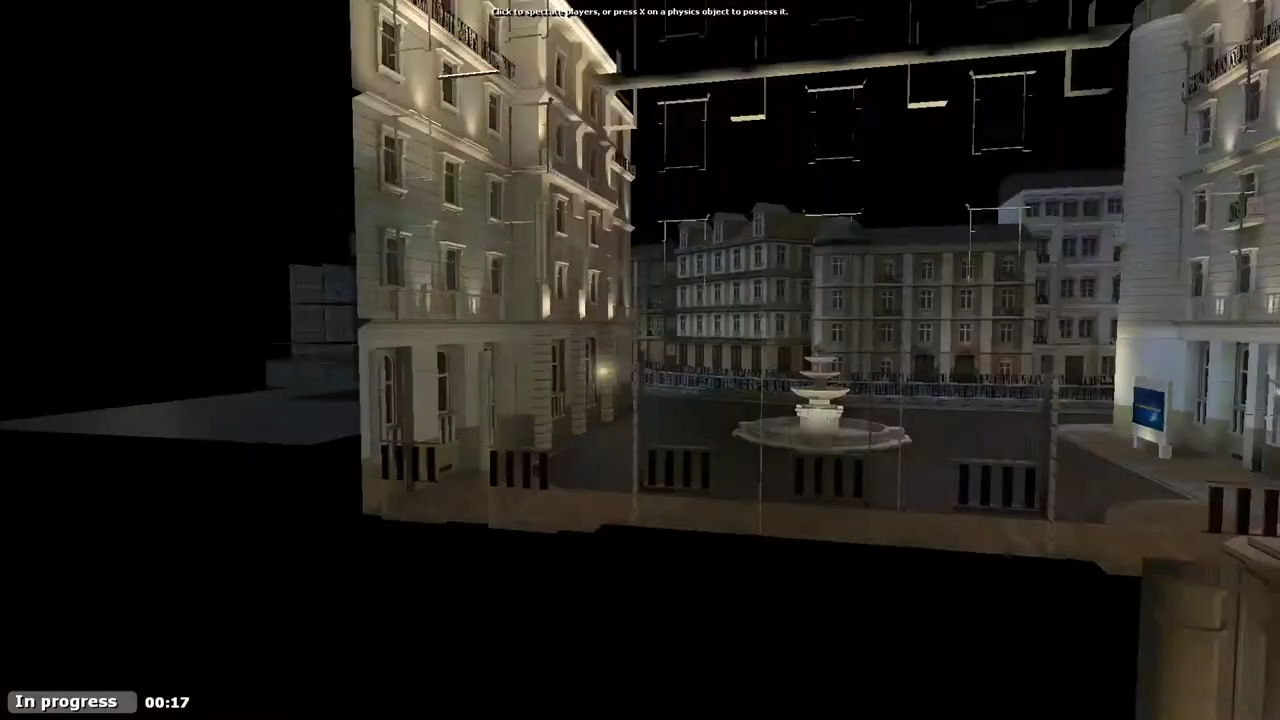 Click to spectate players, or press X on a physics object to possess it.
In progress 00:17